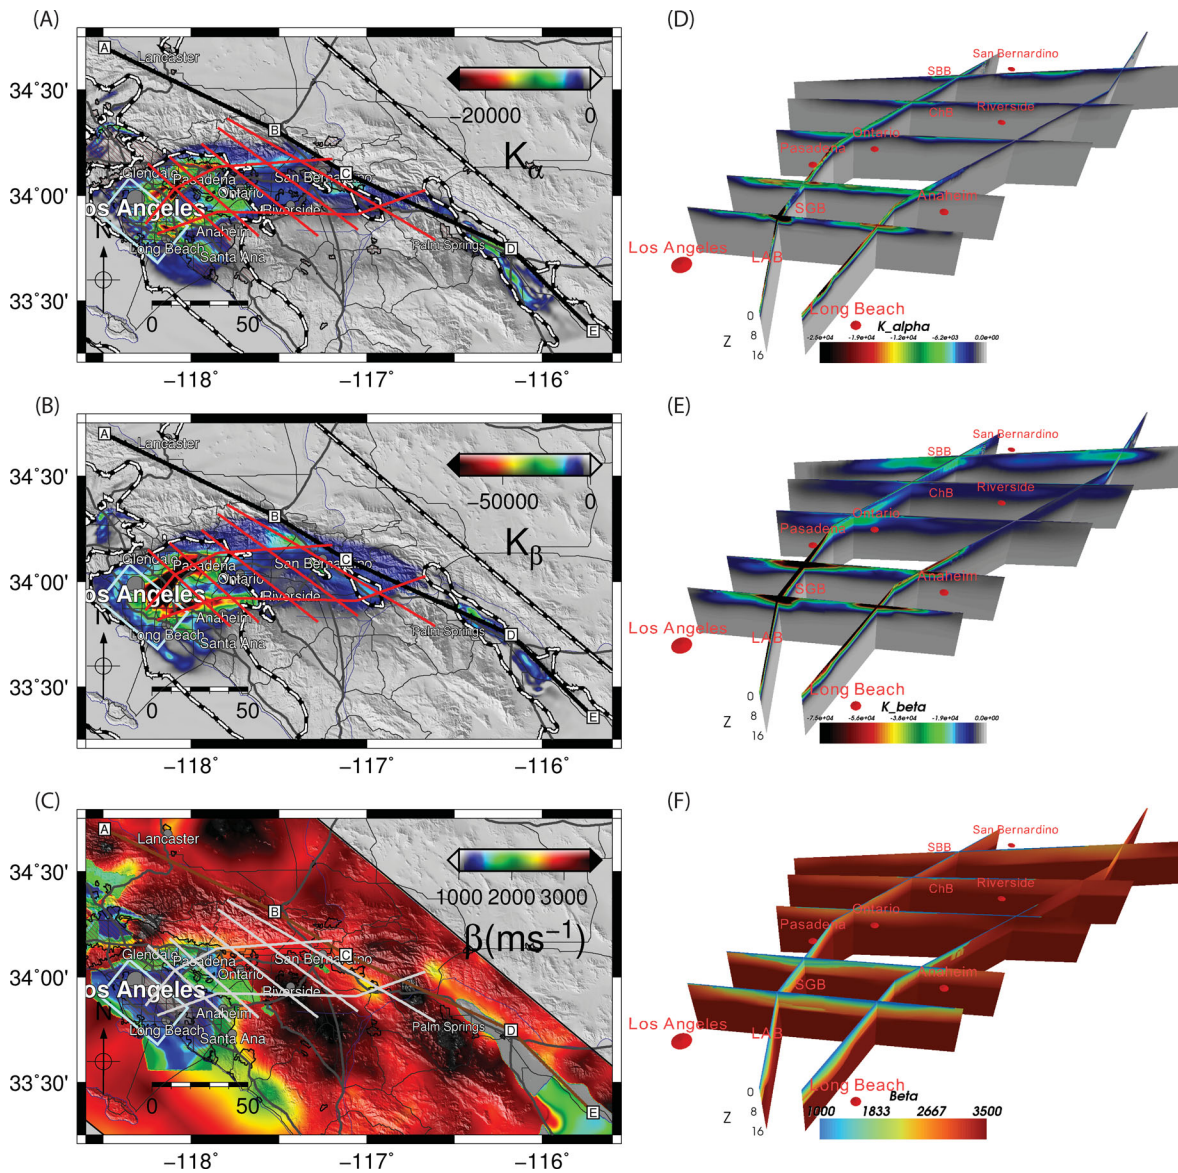 (A)
A
Lancaster
34°30'
−20000
0
B
Kα
Glendale
Pasadena
San Bernardino
C
Ontario
34°00'
os Angeles
Riverside
N
Anaheim
Long Beach
Santa Ana
Palm Springs
D
33°30'
0
50
E
−118°
−117°
−116°
(D)
San Bernardino
SBB
Riverside
ChB
Ontario
Pasadena
Anaheim
SGB
Los Angeles
LAB
Long Beach
0
8
Z
16
K_alpha
-2.5e+04
-1.9e+04
-1.2e+04
-6.2e+03
0.0e+00
(B)
A
Lancaster
34°30'
−50000
0
B
Kβ
Glenda
Pasadena
San Bernardino
C
Ontario
34°00'
os Angeles
Riverside
N
Anaheim
Long Beach
Santa Ana
Palm Springs
D
33°30'
0
50
E
−118°
−117°
−116°
(E)
San Bernardino
SBB
Riverside
ChB
Ontario
Pasadena
Anaheim
SGB
Los Angeles
LAB
Long Beach
0
8
Z
16
K_beta
-7.5e+04
-5.6e+04
-3.8e+04
-1.9e+04
0.0e+00
(C)
A
Lancaster
34°30'
1000 2000 3000
B
β(ms⁻¹)
Glendale
Pasadena
San Bernardino
C
Ontario
34°00'
os Angeles
Riverside
N
Anaheim
Long Beach
Santa Ana
Palm Springs
D
33°30'
0
50
E
−118°
−117°
−116°
(F)
San Bernardino
SBB
Riverside
ChB
Ontario
Pasadena
Anaheim
SGB
Los Angeles
LAB
Long Beach
0
8
Z
16
Beta
1000
1833
2667
3500